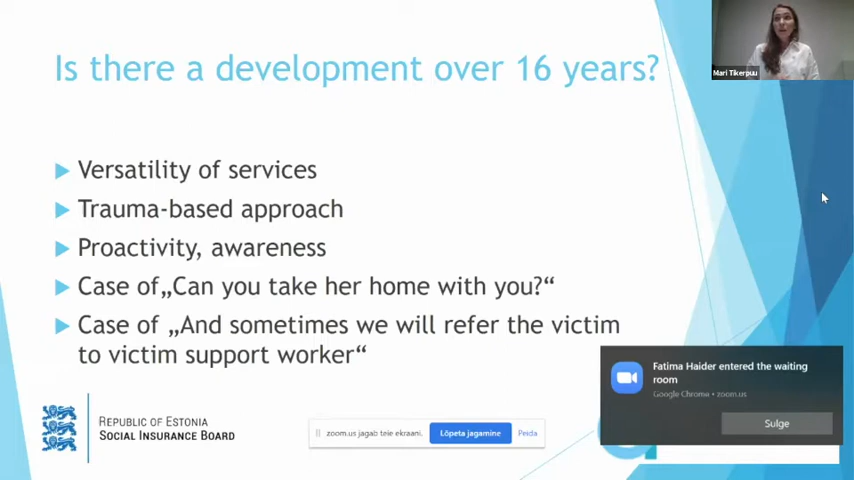 Is there a development over 16 years?
Mari Tikerpuu
Versatility of services
Trauma-based approach
Proactivity, awareness
Case of„Can you take her home with you?“
Case of „And sometimes we will refer the victim
to victim support worker“
Fatima Haider entered the waiting
room
Google Chrome • zoom.us
Sulge
REPUBLIC OF ESTONIA
SOCIAL INSURANCE BOARD
zoom.us jagab teie ekraani.
Lõpeta jagamine
Peida